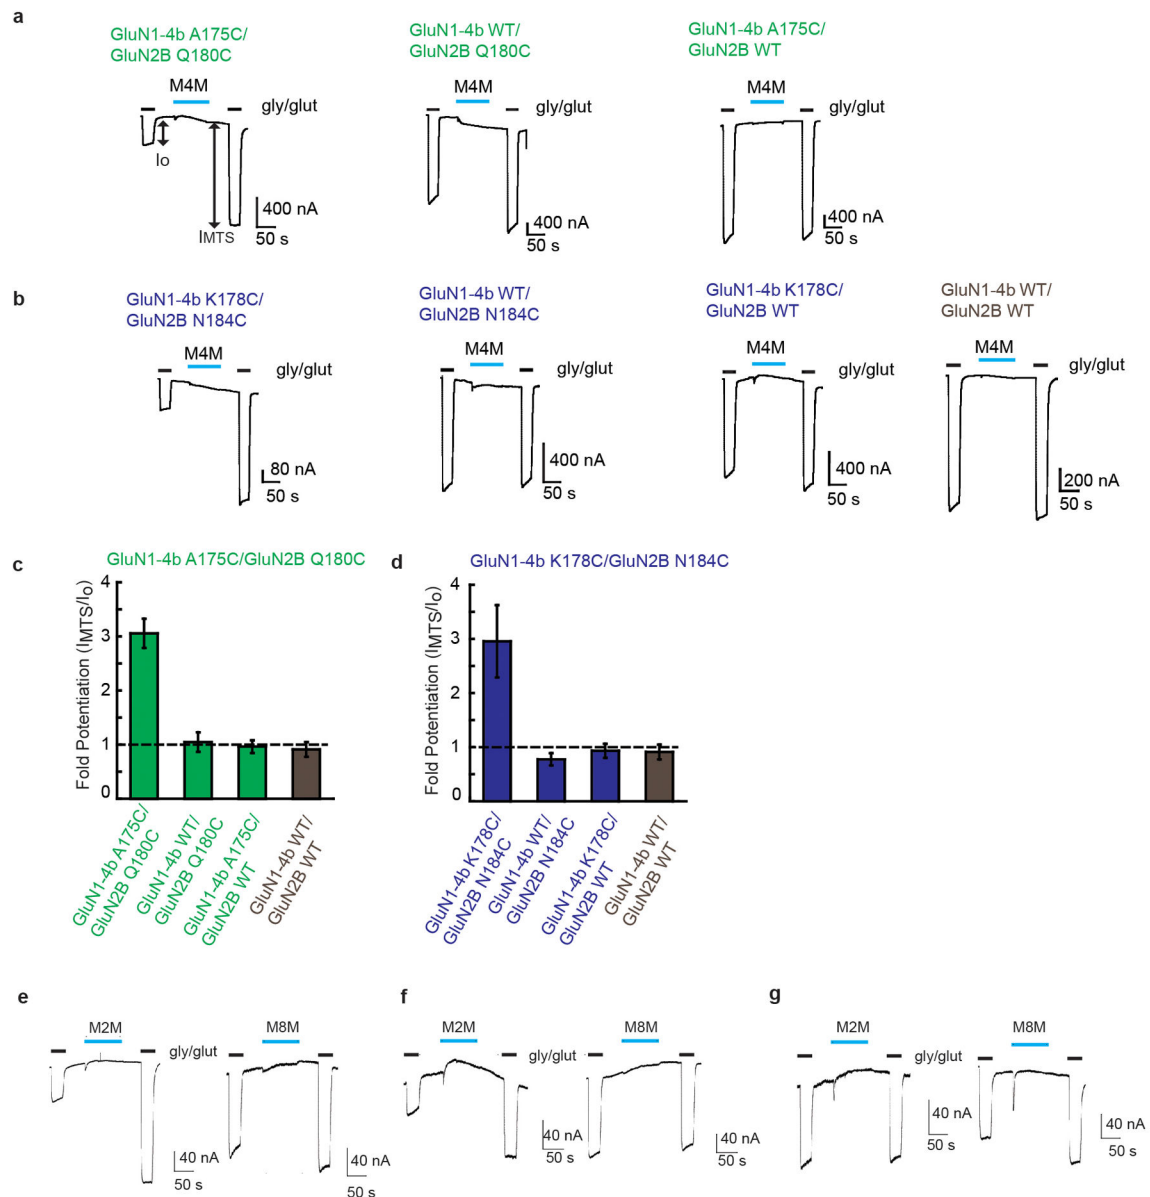 a
GluN1-4b A175C/
GluN2B Q180C
M4M
gly/glut
Io
IMTS
400 nA
50 s
GluN1-4b WT/
GluN2B Q180C
M4M
gly/glut
400 nA
50 s
GluN1-4b A175C/
GluN2B WT
M4M
gly/glut
400 nA
50 s
b
GluN1-4b K178C/
GluN2B N184C
M4M
gly/glut
80 nA
50 s
GluN1-4b WT/
GluN2B N184C
M4M
gly/glut
400 nA
50 s
GluN1-4b K178C/
GluN2B WT
M4M
gly/glut
400 nA
50 s
GluN1-4b WT/
GluN2B WT
M4M
gly/glut
200 nA
50 s
c
GluN1-4b A175C/GluN2B Q180C
Fold Potentiation (IMTS/Io)
4
3
2
1
0
GluN1-4b A175C/
GluN2B Q180C
GluN1-4b WT/
GluN2B Q180C
GluN1-4b A175C/
GluN2B WT
GluN1-4b WT/
GluN2B WT
d
GluN1-4b K178C/GluN2B N184C
Fold Potentiation (IMTS/Io)
4
3
2
1
0
GluN1-4b K178C/
GluN2B N184C
GluN1-4b WT/
GluN2B N184C
GluN1-4b K178C/
GluN2B WT
GluN1-4b WT/
GluN2B WT
e
M2M
gly/glut
40 nA
50 s
M8M
40 nA
50 s
f
M2M
gly/glut
40 nA
50 s
M8M
40 nA
50 s
g
M2M
gly/glut
40 nA
50 s
M8M
40 nA
50 s